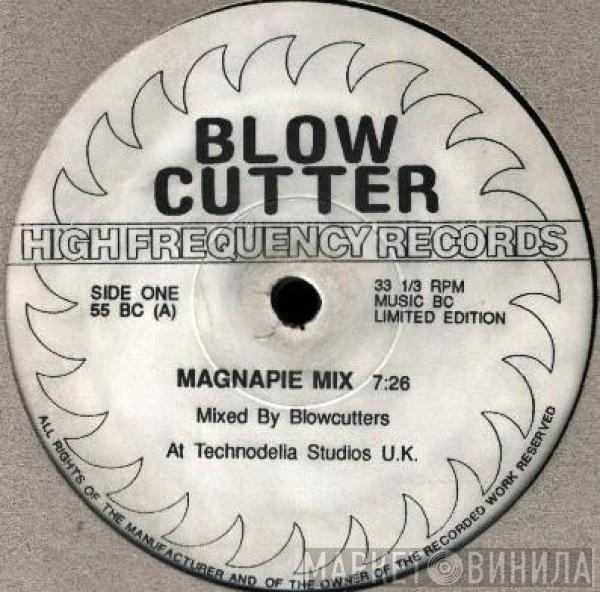 BLOW
CUTTER
HIGH FREQUENCY RECORDS
SIDE ONE
55 BC (A)
33 1/3 RPM
MUSIC BC
LIMITED EDITION
MAGNAPIE MIX 7:26
Mixed By Blowcutters
At Technodelia Studios U.K.
ALL RIGHTS OF THE MANUFACTURER AND OF THE OWNER OF THE RECORDED WORK RESERVED
МАРКЕТ ВИНИЛА